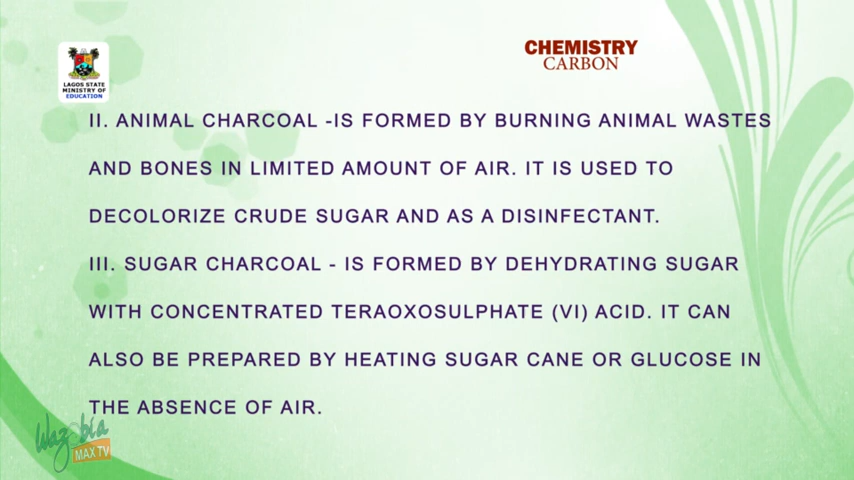 CHEMISTRY
CARBON
LAGOS STATE
MINISTRY OF
EDUCATION
II. ANIMAL CHARCOAL -IS FORMED BY BURNING ANIMAL WASTES
AND BONES IN LIMITED AMOUNT OF AIR. IT IS USED TO
DECOLORIZE CRUDE SUGAR AND AS A DISINFECTANT.
III. SUGAR CHARCOAL - IS FORMED BY DEHYDRATING SUGAR
WITH CONCENTRATED TERAOXOSULPHATE (VI) ACID. IT CAN
ALSO BE PREPARED BY HEATING SUGAR CANE OR GLUCOSE IN
THE ABSENCE OF AIR.
Wazobia
MAX TV